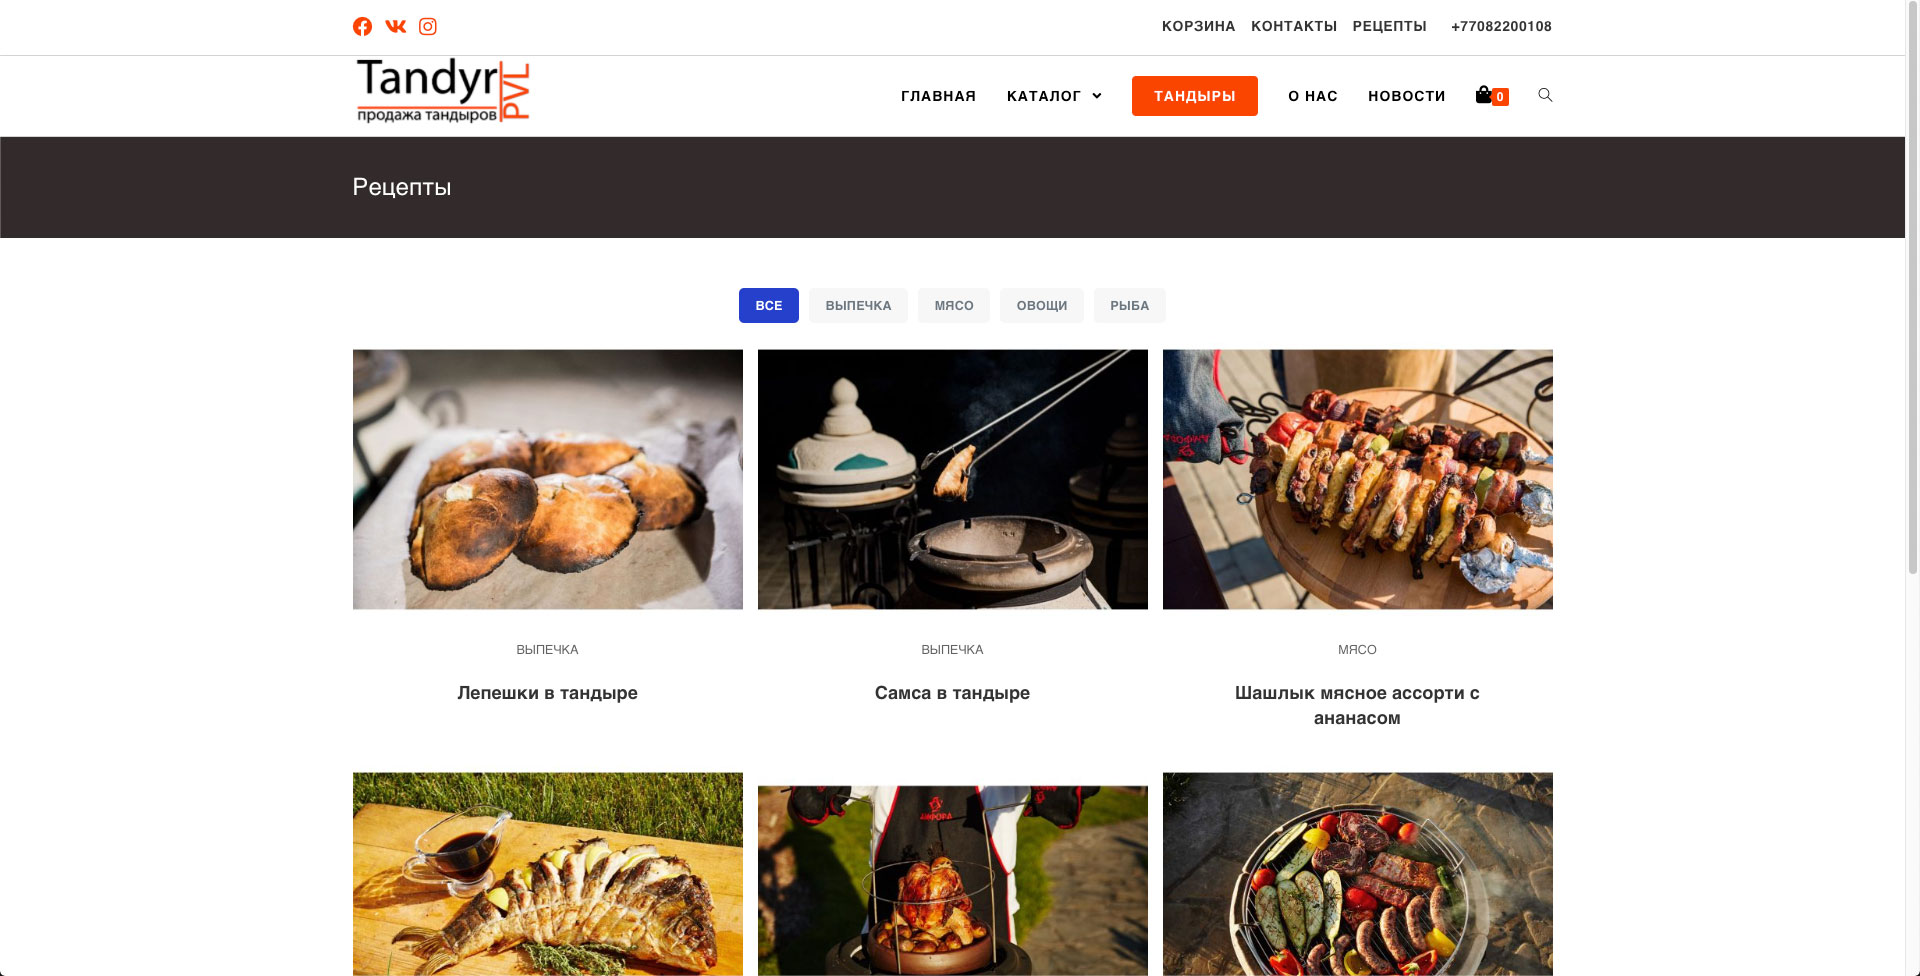 КОРЗИНА КОНТАКТЫ РЕЦЕПТЫ +77082200108
Tandyr PVL
продажа тандыров
ГЛАВНАЯ КАТАЛОГ ТАНДЫРЫ О НАС НОВОСТИ 0
Рецепты
ВСЕ ВЫПЕЧКА МЯСО ОВОЩИ РЫБА
ВЫПЕЧКА
Лепешки в тандыре
ВЫПЕЧКА
Самса в тандыре
МЯСО
Шашлык мясное ассорти с
ананасом